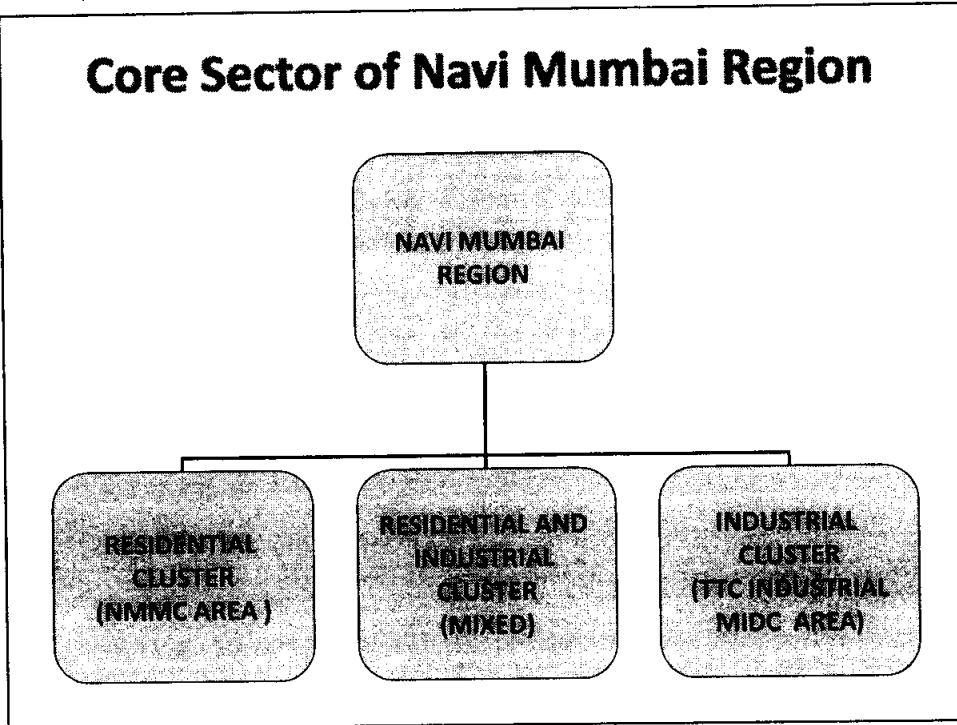 Core Sector of Navi Mumbai Region
NAVI MUMBAI
REGION
RESIDENTIAL
CLUSTER
(NMMC AREA )
RESIDENTIAL AND
INDUSTRIAL
CLUSTER
(MIXED)
INDUSTRIAL
CLUSTER
(TTC INDUSTRIAL
MIDC AREA)